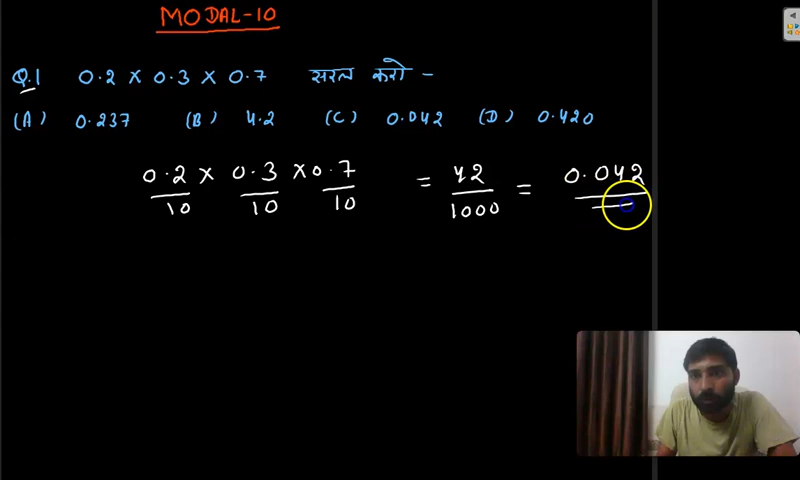 MODAL-10
Q.1 0.2 × 0.3 × 0.7 सरल करो -
(A) 0.237 (B) 4.2 (C) 0.042 (D) 0.420
0.2/10 × 0.3/10 × 0.7/10 = 42/1000 = 0.042